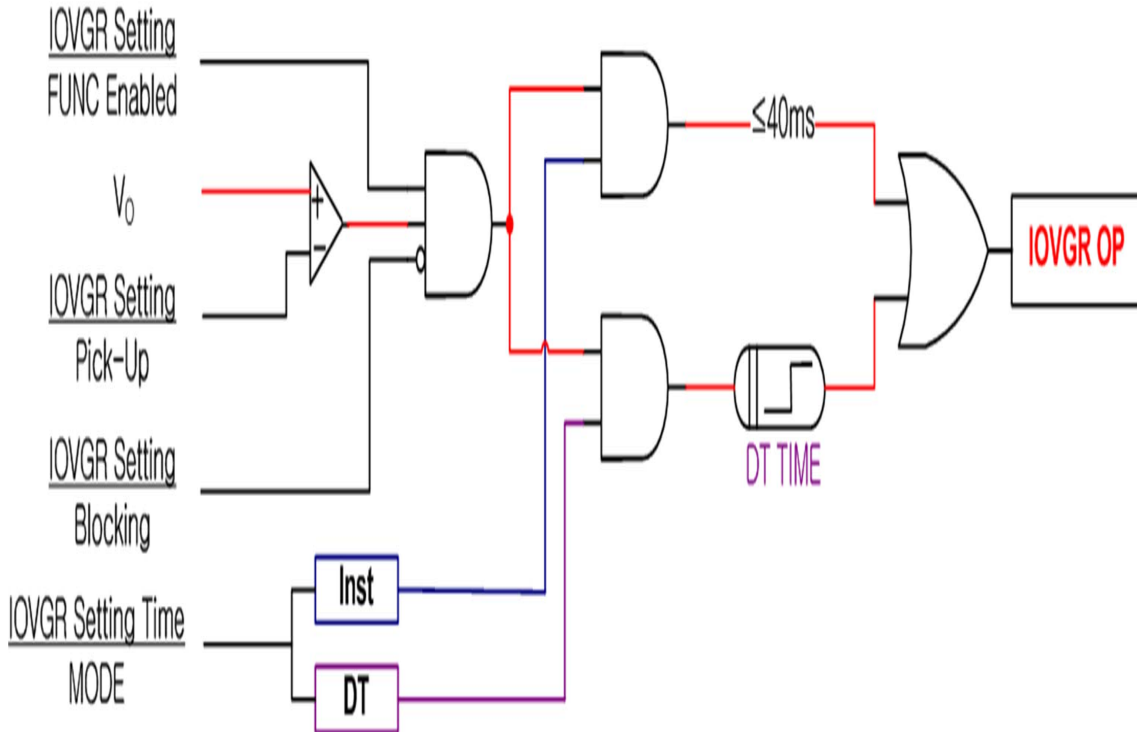 IOVGR Setting
FUNC Enabled
V0
IOVGR Setting
Pick-Up
IOVGR Setting
Blocking
IOVGR Setting Time
MODE
+
−
Inst
DT
≤40ms
DT TIME
IOVGR OP